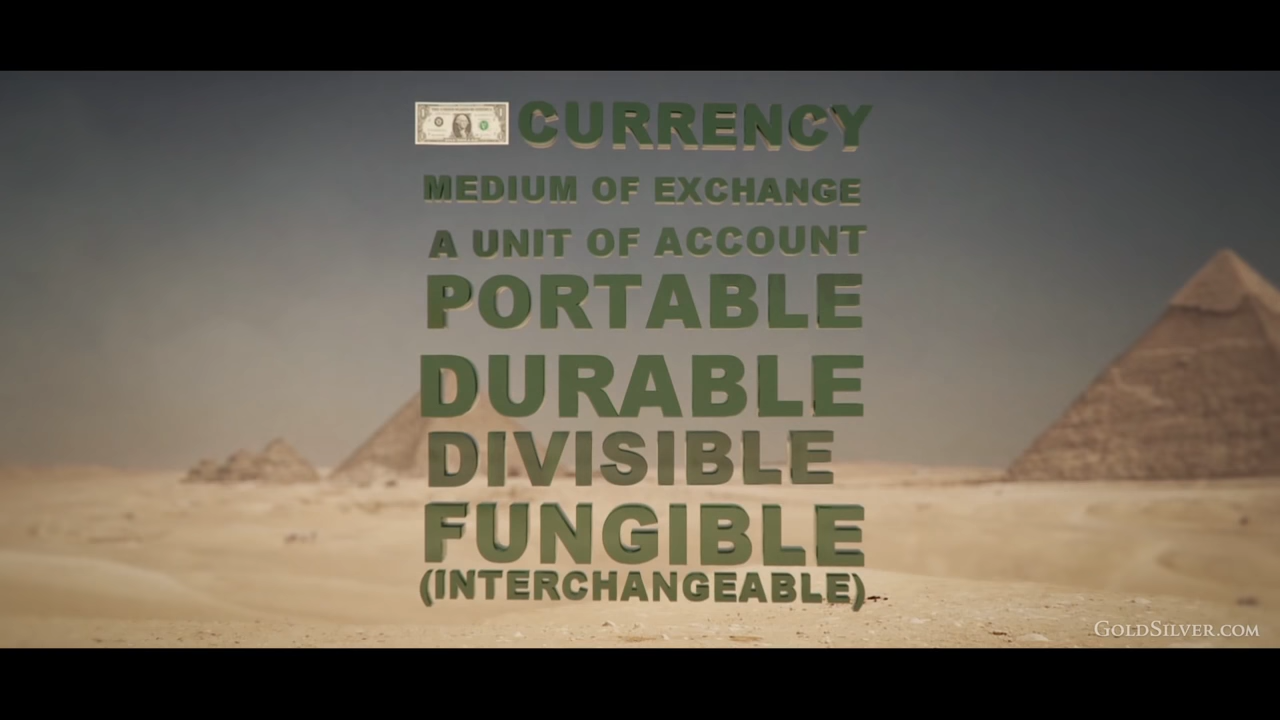 CURRENCY
MEDIUM OF EXCHANGE
A UNIT OF ACCOUNT
PORTABLE
DURABLE
DIVISIBLE
FUNGIBLE
(INTERCHANGEABLE)
GOLDSILVER.COM